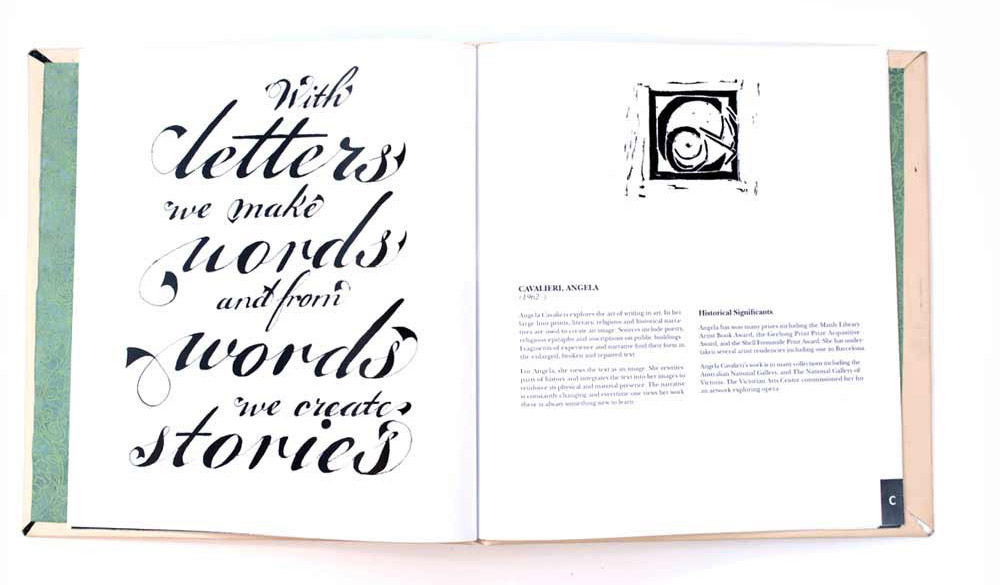 With
letters
we make
words
and from
words
we create
stories
C
CAVALIERI, ANGELA
(1962- )
Angela Cavalieri explores the art of writing in art. In her
large lino prints, literary, religious and historical narra-
tives are used to create an image. Sources include poems,
religious epitaphs and inscriptions on public buildings.
Fragments of experience and narrative find their form in
the enlarged, broken and repaired text.
For Angela, she views the text as an image. She rewrites
parts of history and integrates the text into her images to
reinforce its physical and material presence. The narrative
is constantly changing and everytime one views her work
there is always something new to learn.
Historical Significants
Angela has won many prizes including the Manly Library
Artist Book Award, the Geelong Print Prize Acquisitive
Award, and the Shell Fremantle Print Award. She has under-
taken several artist residencies including one in Barcelona.
Angela Cavalieri's work is in many collections including the
Australian National Gallery, and The National Gallery of
Victoria. The Victorian Arts Center commissioned her for
an artwork exploring opera.
C